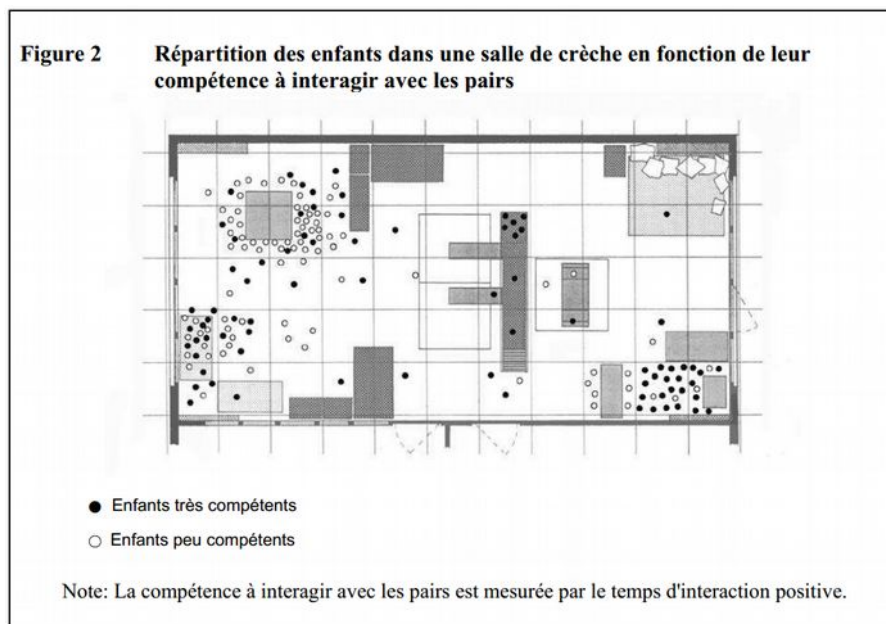 Figure 2 Répartition des enfants dans une salle de crèche en fonction de leur
compétence à interagir avec les pairs
Enfants très compétents
Enfants peu compétents
Note: La compétence à interagir avec les pairs est mesurée par le temps d'interaction positive.